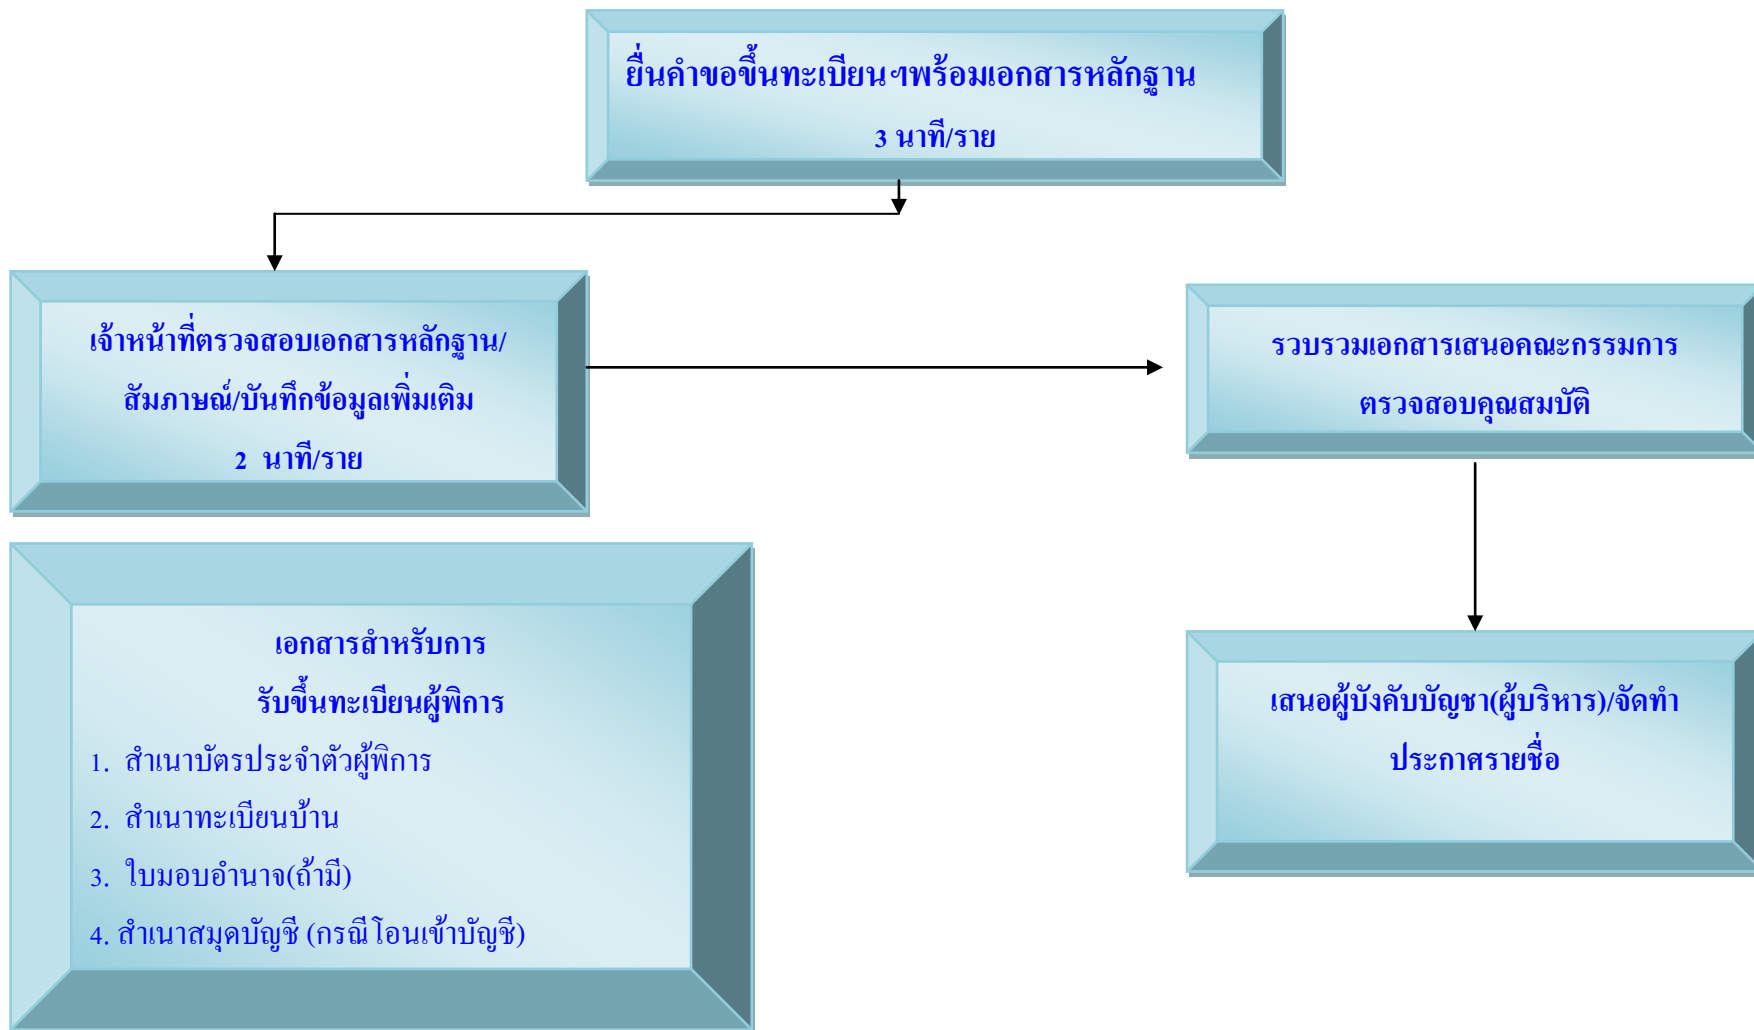 ยื่นคำขอขึ้นทะเบียนฯพร้อมเอกสารหลักฐาน
3 นาที/ราย
เจ้าหน้าที่ตรวจสอบเอกสารหลักฐาน/
สัมภาษณ์/บันทึกข้อมูลเพิ่มเติม
2 นาที/ราย
รวบรวมเอกสารเสนอคณะกรรมการ
ตรวจสอบคุณสมบัติ
เอกสารสำหรับการ
รับขึ้นทะเบียนผู้พิการ
1. สำเนาบัตรประจำตัวผู้พิการ
2. สำเนาทะเบียนบ้าน
3. ใบมอบอำนาจ(ถ้ามี)
4. สำเนาสมุดบัญชี (กรณีโอนเข้าบัญชี)
เสนอผู้บังคับบัญชา(ผู้บริหาร)/จัดทำ
ประกาศรายชื่อ